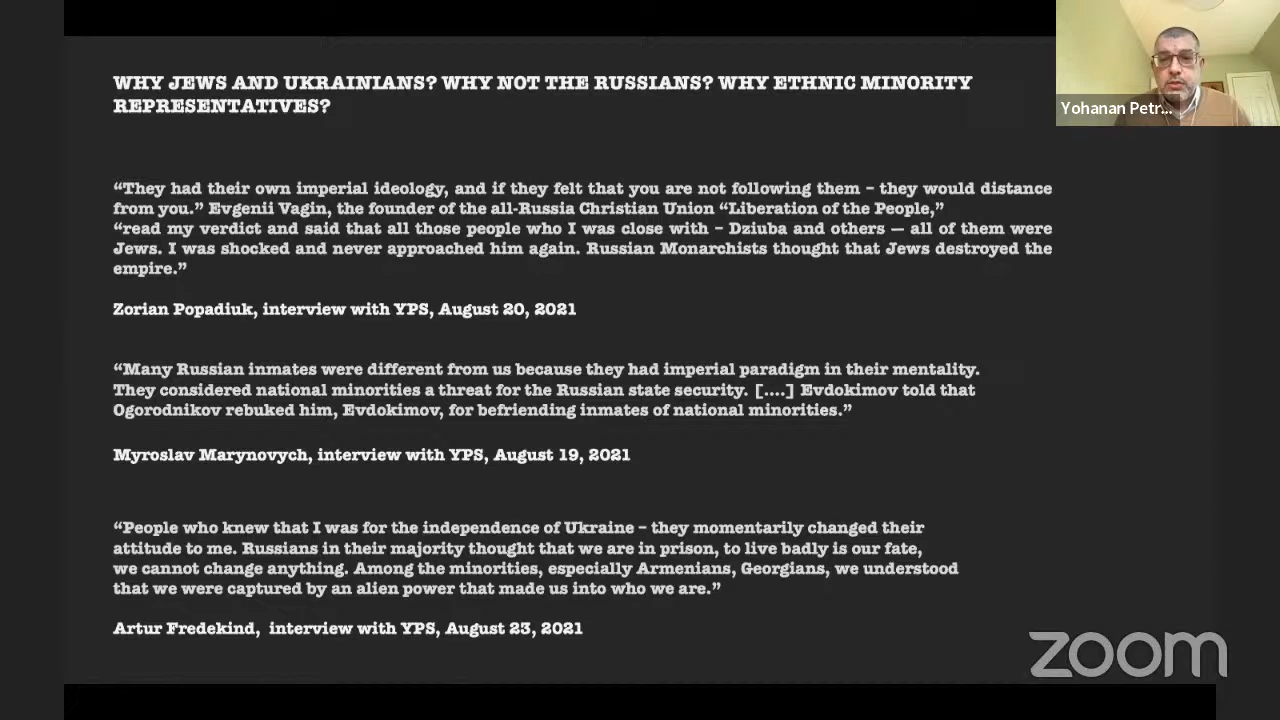 WHY JEWS AND UKRAINIANS? WHY NOT THE RUSSIANS? WHY ETHNIC MINORITY
REPRESENTATIVES?
Yohanan Petr...
“They had their own imperial ideology, and if they felt that you are not following them – they would distance
from you.” Evgenii Vagin, the founder of the all-Russia Christian Union “Liberation of the People,”
“read my verdict and said that all those people who I was close with – Dziuba and others — all of them were
Jews. I was shocked and never approached him again. Russian Monarchists thought that Jews destroyed the
empire.”
Zorian Popadiuk, interview with YPS, August 20, 2021
“Many Russian inmates were different from us because they had imperial paradigm in their mentality.
They considered national minorities a threat for the Russian state security. [....] Evdokimov told that
Ogorodnikov rebuked him, Evdokimov, for befriending inmates of national minorities.”
Myroslav Marynovych, interview with YPS, August 19, 2021
“People who knew that I was for the independence of Ukraine – they momentarily changed their
attitude to me. Russians in their majority thought that we are in prison, to live badly is our fate,
we cannot change anything. Among the minorities, especially Armenians, Georgians, we understood
that we were captured by an alien power that made us into who we are.”
Artur Fredekind, interview with YPS, August 23, 2021
zoom